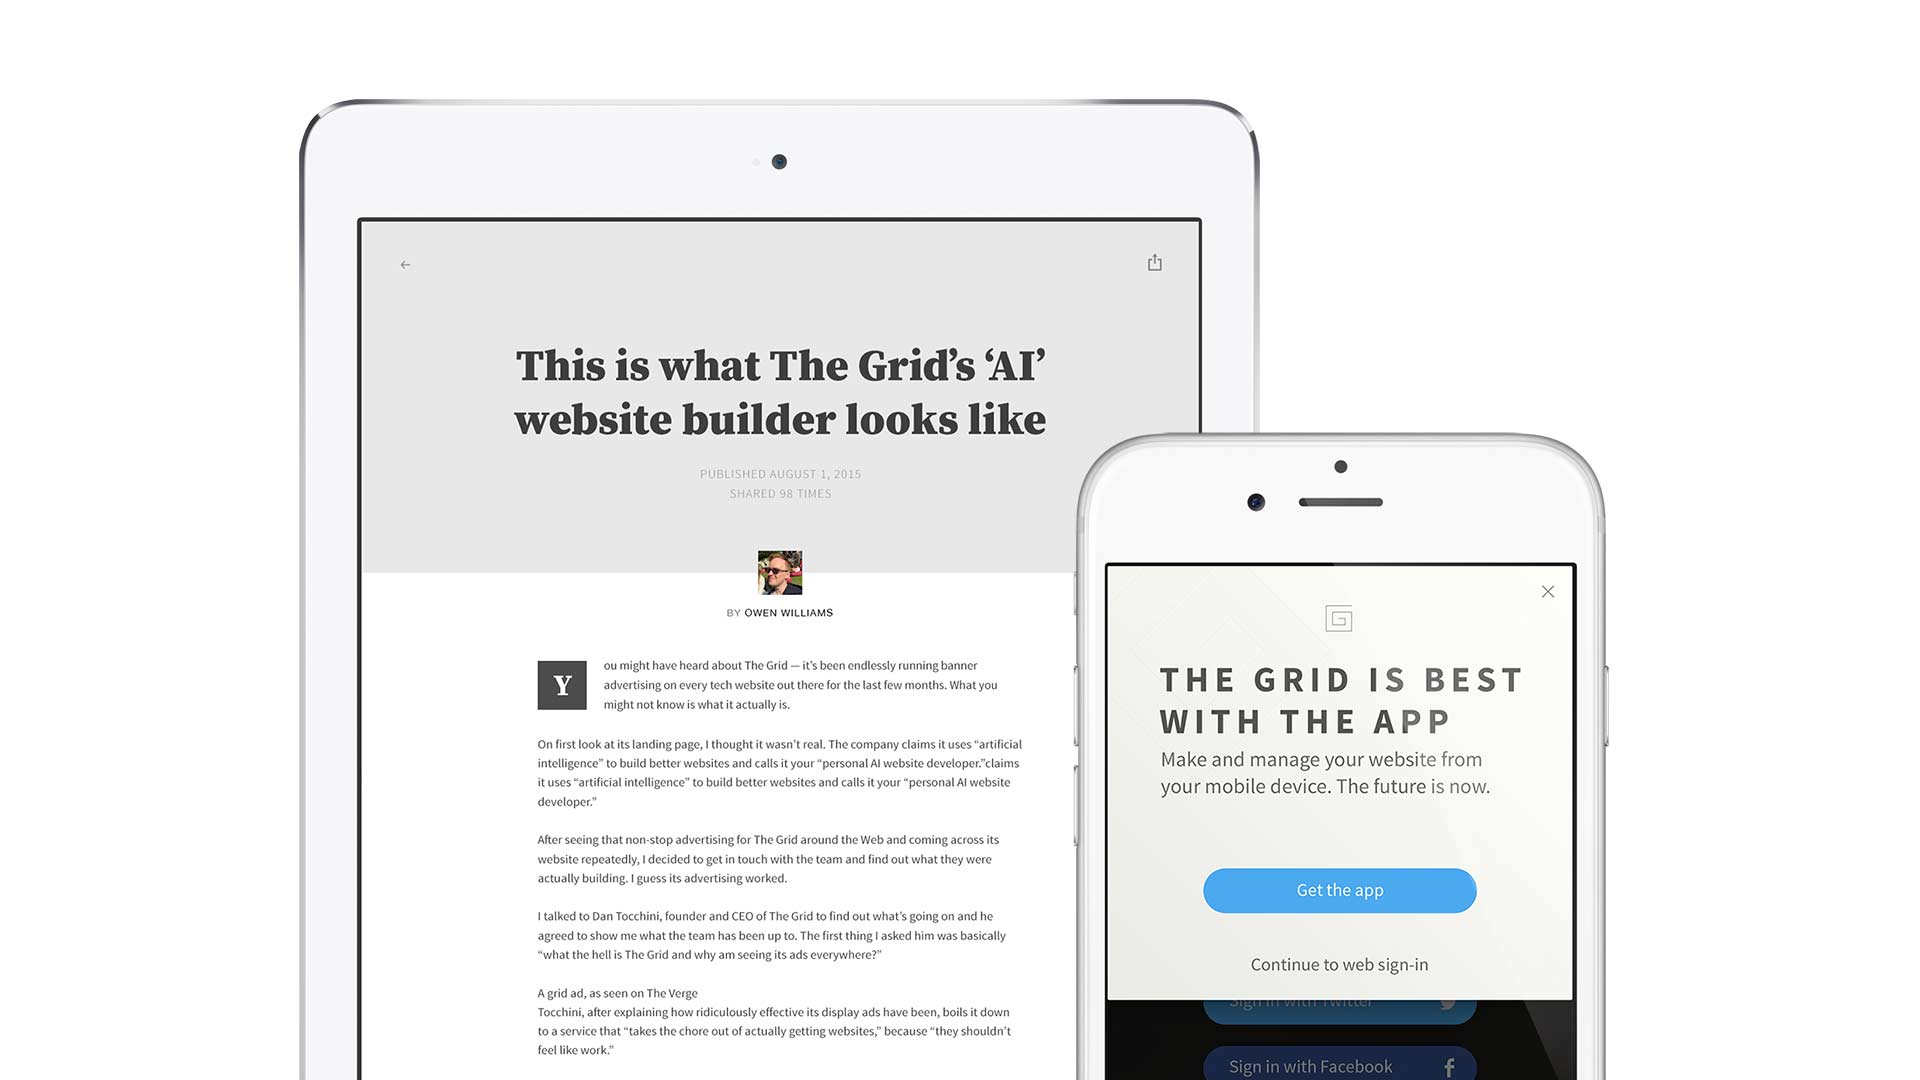 This is what The Grid’s ‘AI’
website builder looks like
PUBLISHED AUGUST 1, 2015
SHARED 98 TIMES
BY OWEN WILLIAMS
You might have heard about The Grid — it’s been endlessly running banner
advertising on every tech website out there for the last few months. What you
might not know is what it actually is.
On first look at its landing page, I thought it wasn’t real. The company claims it uses “artificial
intelligence” to build better websites and calls it your “personal AI website developer.”claims
it uses “artificial intelligence” to build better websites and calls it your “personal AI website
developer.”
After seeing that non-stop advertising for The Grid around the Web and coming across its
website repeatedly, I decided to get in touch with the team and find out what they were
actually building. I guess its advertising worked.
I talked to Dan Tocchini, founder and CEO of The Grid to find out what’s going on and he
agreed to show me what the team has been up to. The first thing I asked him was basically
“what the hell is The Grid and why am seeing its ads everywhere?”
A grid ad, as seen on The Verge
Tocchini, after explaining how ridiculously effective its display ads have been, boils it down
to a service that “takes the chore out of actually getting websites,” because “they shouldn’t
feel like work.”
THE GRID IS BEST
WITH THE APP
Make and manage your website from
your mobile device. The future is now.
Get the app
Continue to web sign-in
Sign in with Twitter
Sign in with Facebook